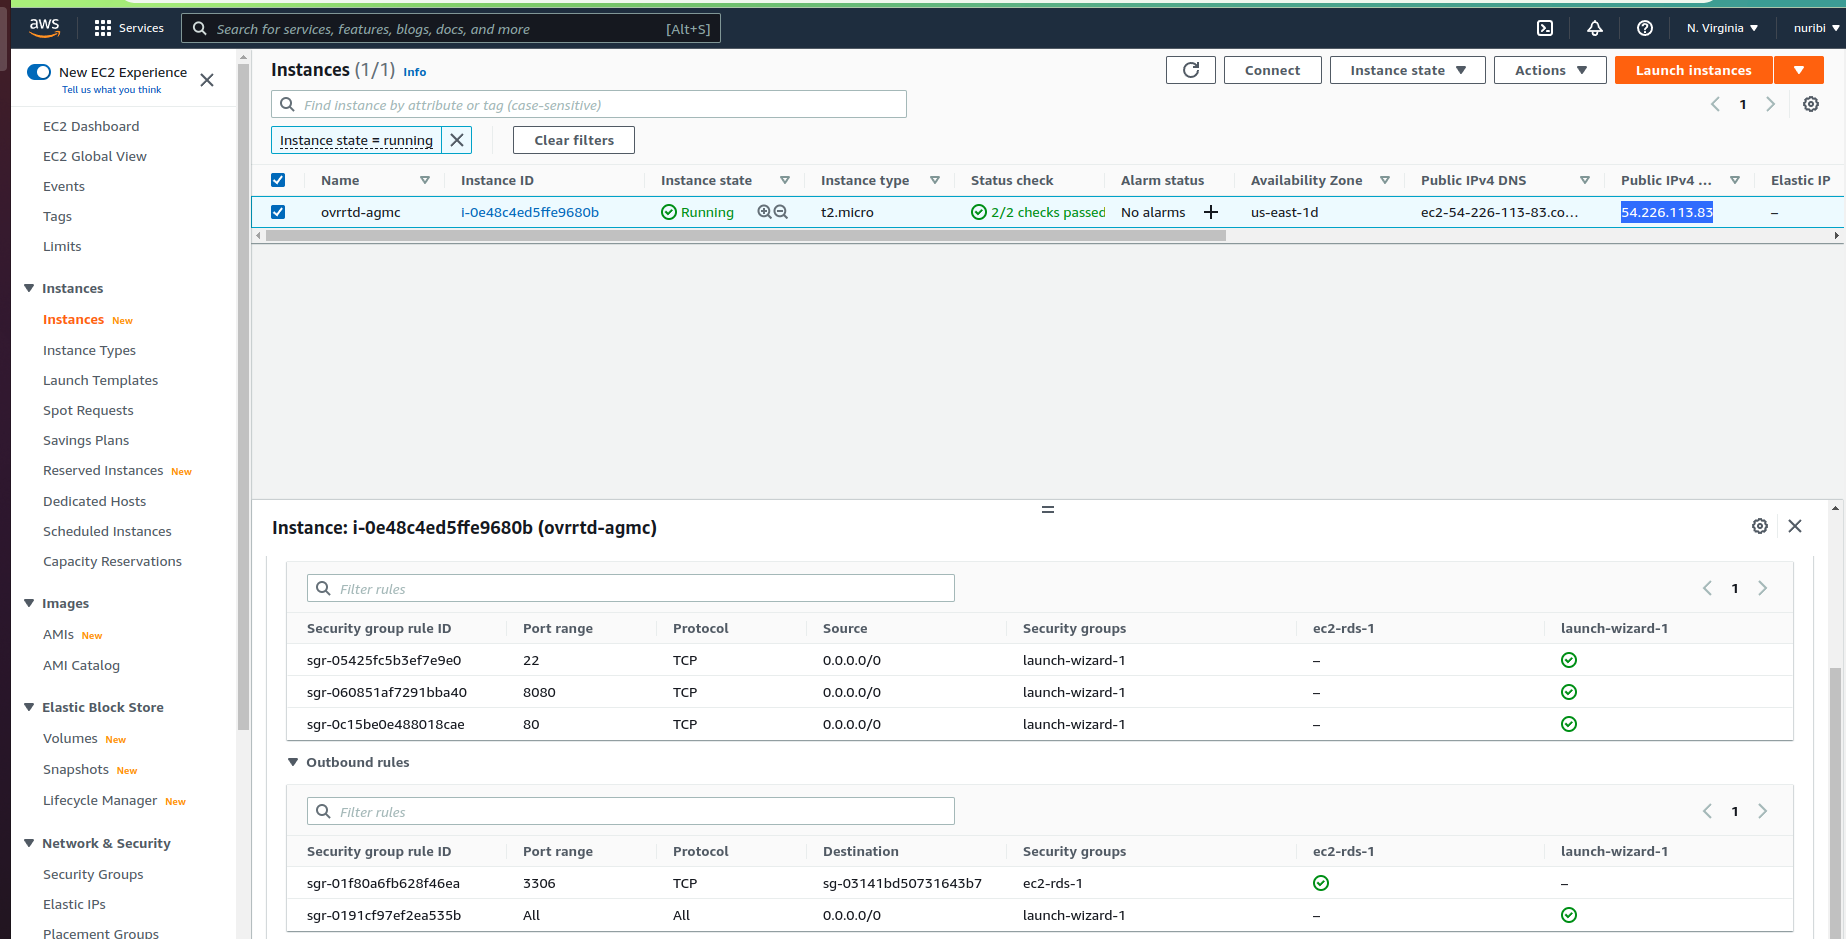 aws Services Search for services, features, blogs, docs, and more [Alt+S] N. Virginia nuribi
New EC2 Experience
Tell us what you think
EC2 Dashboard
EC2 Global View
Events
Tags
Limits
Instances
Instances New
Instance Types
Launch Templates
Spot Requests
Savings Plans
Reserved Instances New
Dedicated Hosts
Scheduled Instances
Capacity Reservations
Images
AMIs New
AMI Catalog
Elastic Block Store
Volumes New
Snapshots New
Lifecycle Manager New
Network & Security
Security Groups
Elastic IPs
Placement Groups
Instances (1/1) Info Connect Instance state Actions Launch instances
Find instance by attribute or tag (case-sensitive) 1
Instance state = running Clear filters
Name Instance ID Instance state Instance type Status check Alarm status Availability Zone Public IPv4 DNS Public IPv4 ... Elastic IP
ovrrtd-agmc i-0e48c4ed5ffe9680b Running t2.micro 2/2 checks passed No alarms + us-east-1d ec2-54-226-113-83.co... 54.226.113.83 –
Instance: i-0e48c4ed5ffe9680b (ovrrtd-agmc)
Filter rules 1
Security group rule ID Port range Protocol Source Security groups ec2-rds-1 launch-wizard-1
sgr-05425fc5b3ef7e9e0 22 TCP 0.0.0.0/0 launch-wizard-1 –
sgr-060851af7291bba40 8080 TCP 0.0.0.0/0 launch-wizard-1 –
sgr-0c15be0e488018cae 80 TCP 0.0.0.0/0 launch-wizard-1 –
Outbound rules
Filter rules 1
Security group rule ID Port range Protocol Destination Security groups ec2-rds-1 launch-wizard-1
sgr-01f80a6fb628f46ea 3306 TCP sg-03141bd50731643b7 ec2-rds-1 –
sgr-0191cf97ef2ea535b All All 0.0.0.0/0 launch-wizard-1 –